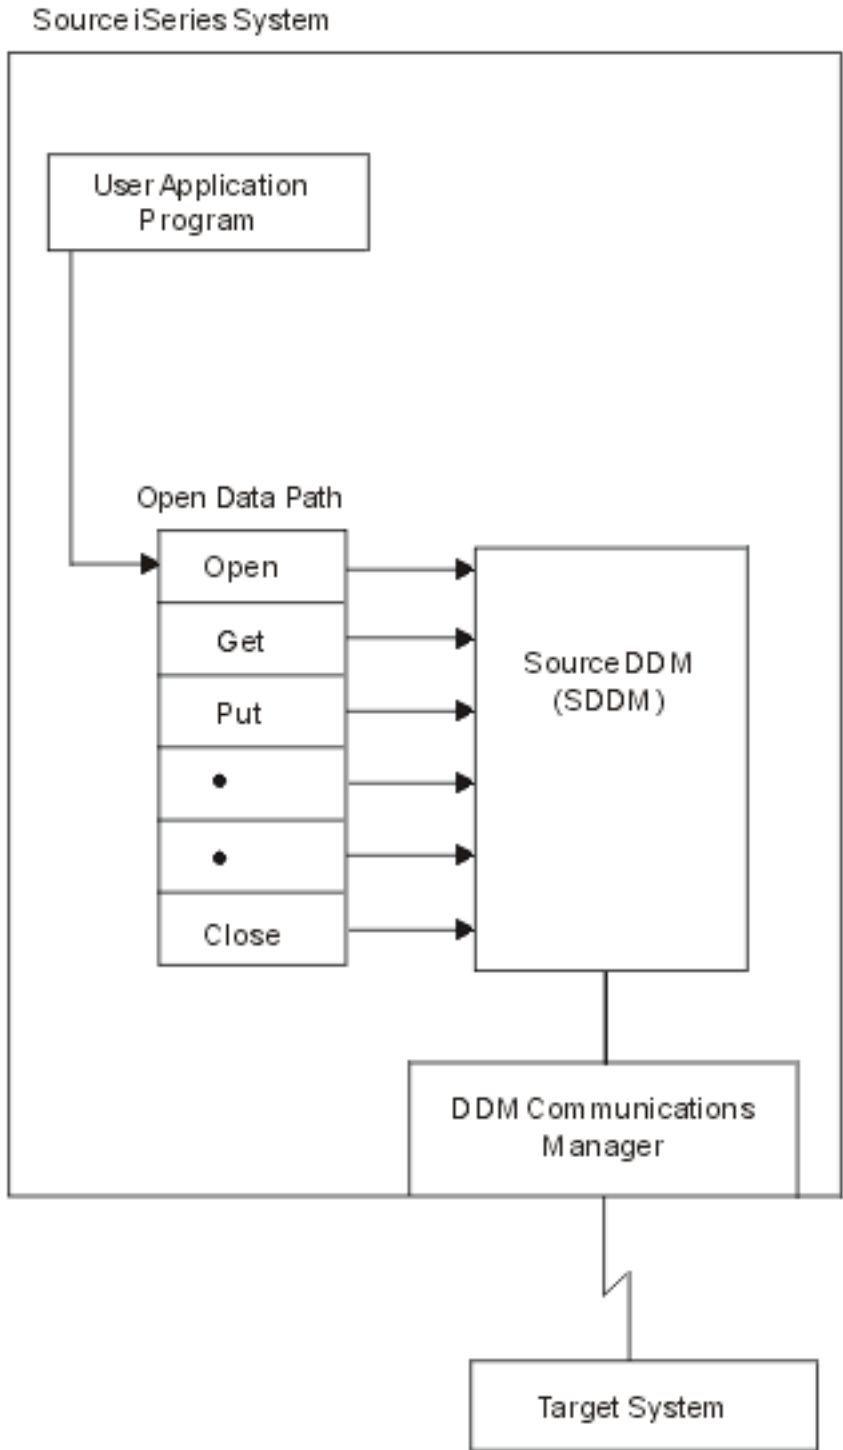 Source iSeries System
User Application
Program
Open Data Path
Open
Get
Put
•
•
Close
Source DDM
(SDDM)
DDM Communications
Manager
Target System